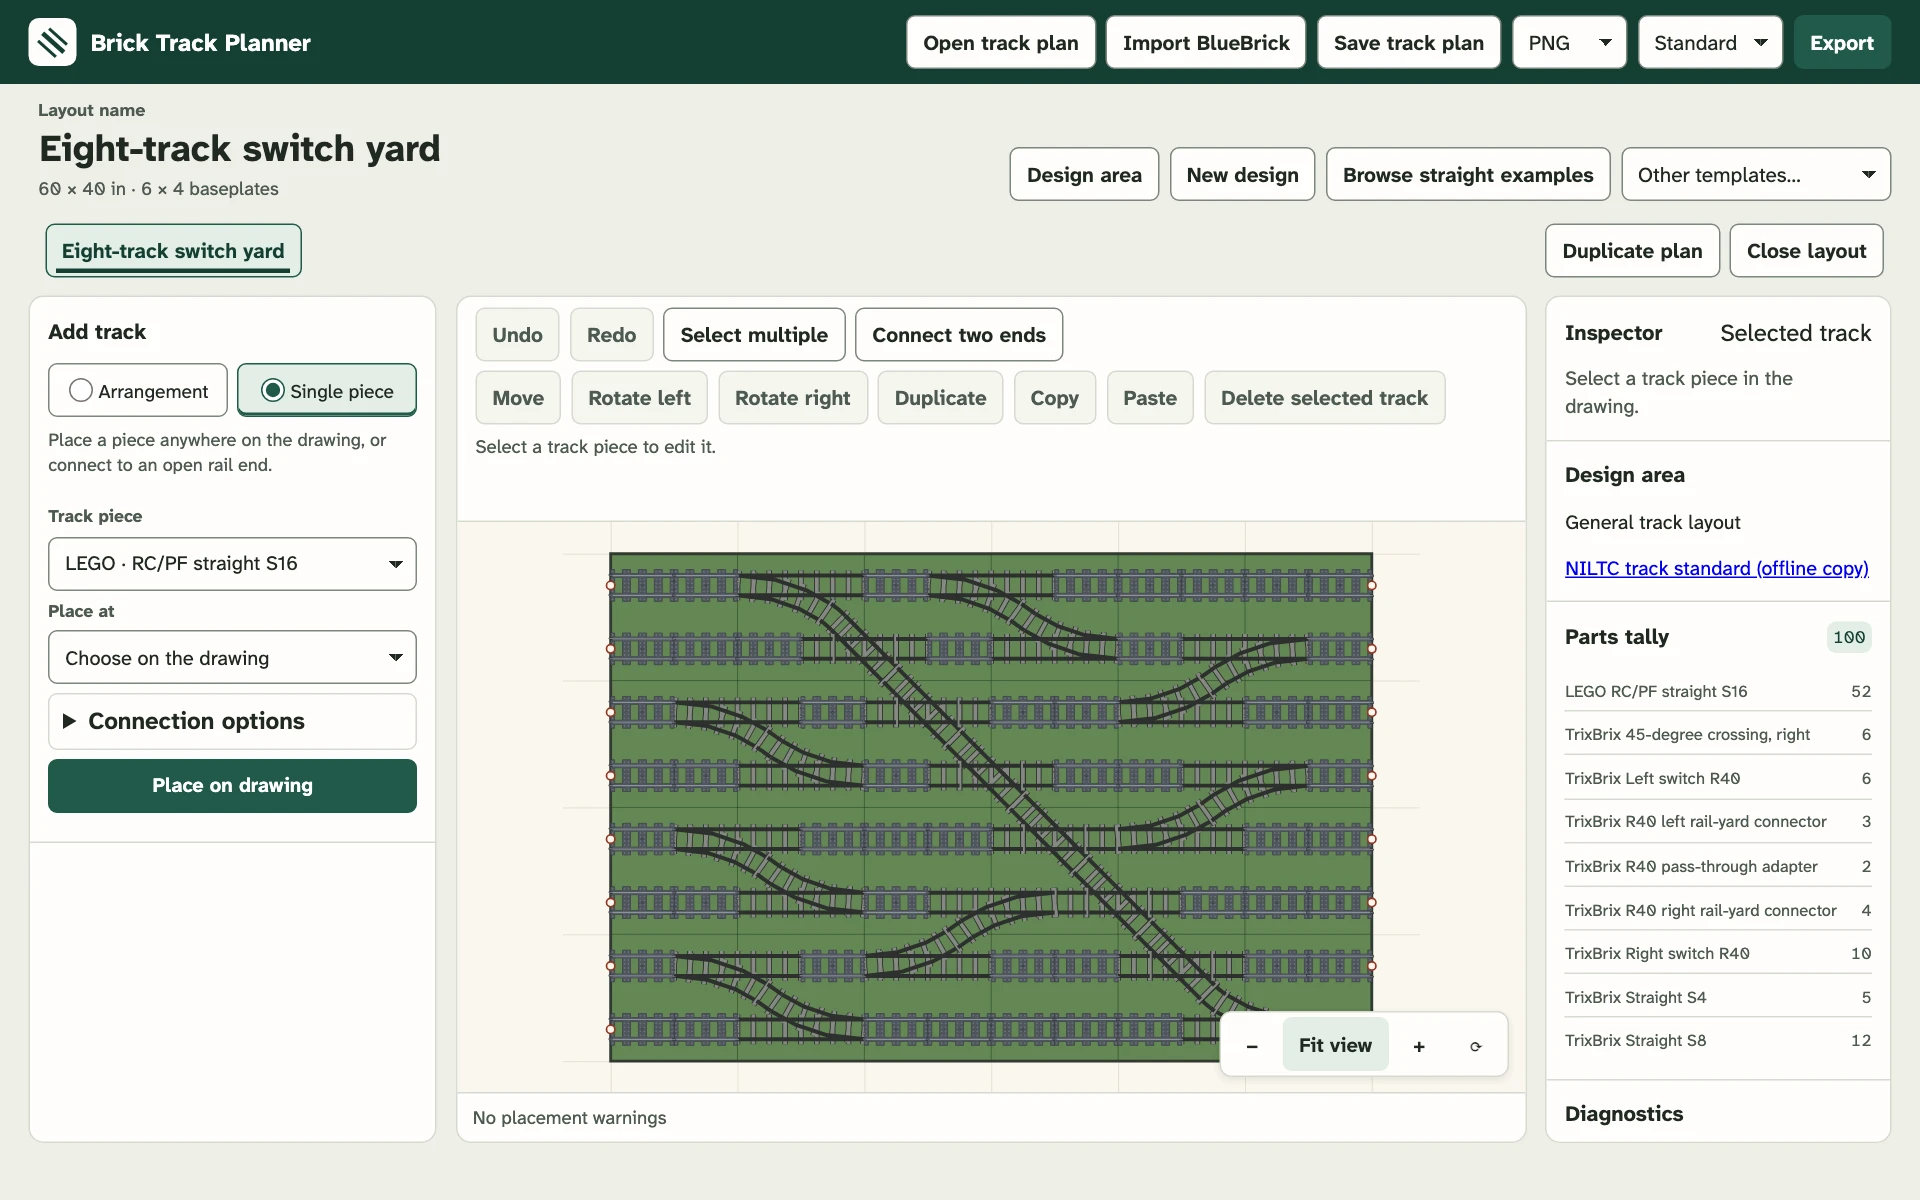 Brick Track Planner
Open track plan
Import BlueBrick
Save track plan
PNG
Standard
Export
Layout name
Eight-track switch yard
60 × 40 in · 6 × 4 baseplates
Design area
New design
Browse straight examples
Other templates...
Eight-track switch yard
Duplicate plan
Close layout
Add track
Arrangement
Single piece
Place a piece anywhere on the drawing, or
connect to an open rail end.
Track piece
LEGO · RC/PF straight S16
Place at
Choose on the drawing
Connection options
Place on drawing
Undo
Redo
Select multiple
Connect two ends
Move
Rotate left
Rotate right
Duplicate
Copy
Paste
Delete selected track
Select a track piece to edit it.
−
Fit view
+
No placement warnings
Inspector
Selected track
Select a track piece in the
drawing.
Design area
General track layout
NILTC track standard (offline copy)
Parts tally
100
LEGO RC/PF straight S16 52
TrixBrix 45-degree crossing, right 6
TrixBrix Left switch R40 6
TrixBrix R40 left rail-yard connector 3
TrixBrix R40 pass-through adapter 2
TrixBrix R40 right rail-yard connector 4
TrixBrix Right switch R40 10
TrixBrix Straight S4 5
TrixBrix Straight S8 12
Diagnostics